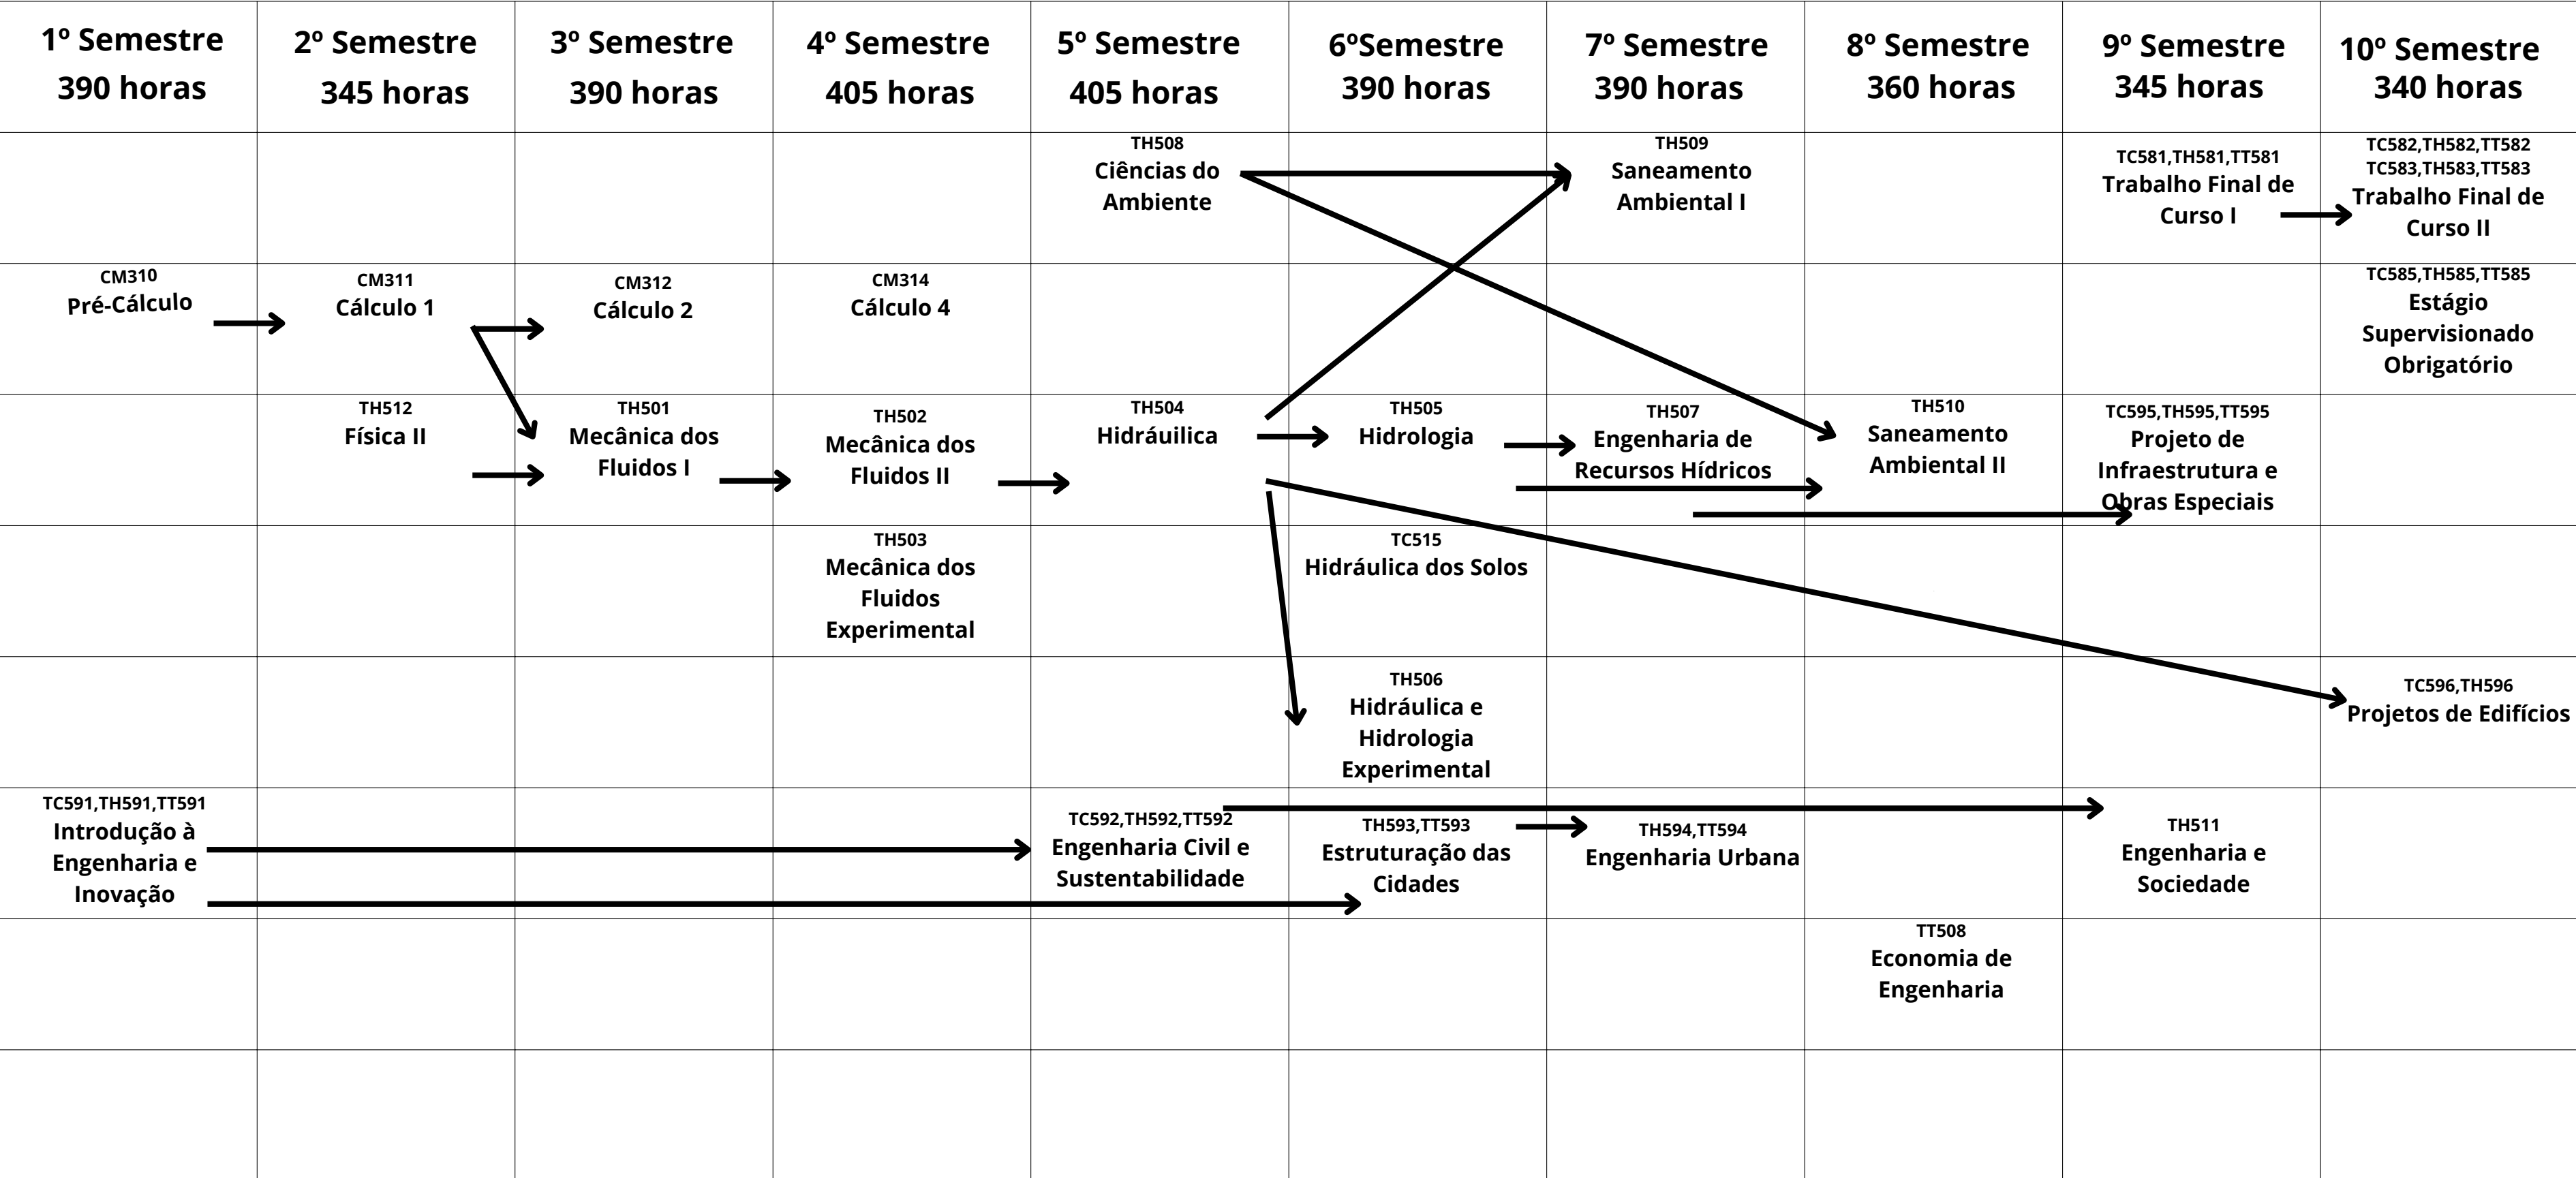 1º Semestre
390 horas
2º Semestre
345 horas
3º Semestre
390 horas
4º Semestre
405 horas
5º Semestre
405 horas
6ºSemestre
390 horas
7º Semestre
390 horas
8º Semestre
360 horas
9º Semestre
345 horas
10º Semestre
340 horas
TH508
Ciências do
Ambiente
TH509
Saneamento
Ambiental I
TC581,TH581,TT581
Trabalho Final de
Curso I
TC582,TH582,TT582
TC583,TH583,TT583
Trabalho Final de
Curso II
CM310
Pré-Cálculo
CM311
Cálculo 1
CM312
Cálculo 2
CM314
Cálculo 4
TC585,TH585,TT585
Estágio
Supervisionado
Obrigatório
TH512
Física II
TH501
Mecânica dos
Fluidos I
TH502
Mecânica dos
Fluidos II
TH504
Hidráuilica
TH505
Hidrologia
TH507
Engenharia de
Recursos Hídricos
TH510
Saneamento
Ambiental II
TC595,TH595,TT595
Projeto de
Infraestrutura e
Obras Especiais
TH503
Mecânica dos
Fluidos
Experimental
TC515
Hidráulica dos Solos
TH506
Hidráulica e
Hidrologia
Experimental
TC596,TH596
Projetos de Edifícios
TC591,TH591,TT591
Introdução à
Engenharia e
Inovação
TC592,TH592,TT592
Engenharia Civil e
Sustentabilidade
TH593,TT593
Estruturação das
Cidades
TH594,TT594
Engenharia Urbana
TH511
Engenharia e
Sociedade
TT508
Economia de
Engenharia